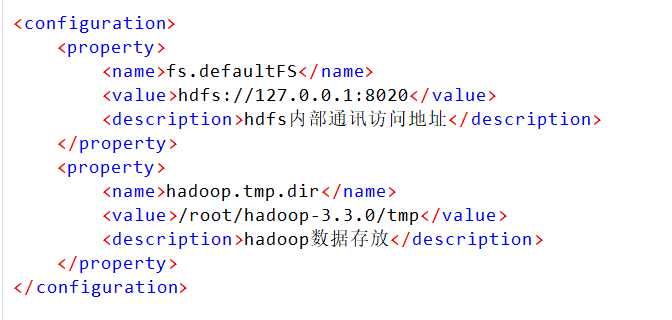 <configuration>
    <property>
        <name>fs.defaultFS</name>
        <value>hdfs://127.0.0.1:8020</value>
        <description>hdfs内部通讯访问地址</description>
    </property>
    <property>
        <name>hadoop.tmp.dir</name>
        <value>/root/hadoop-3.3.0/tmp</value>
        <description>hadoop数据存放</description>
    </property>
</configuration>